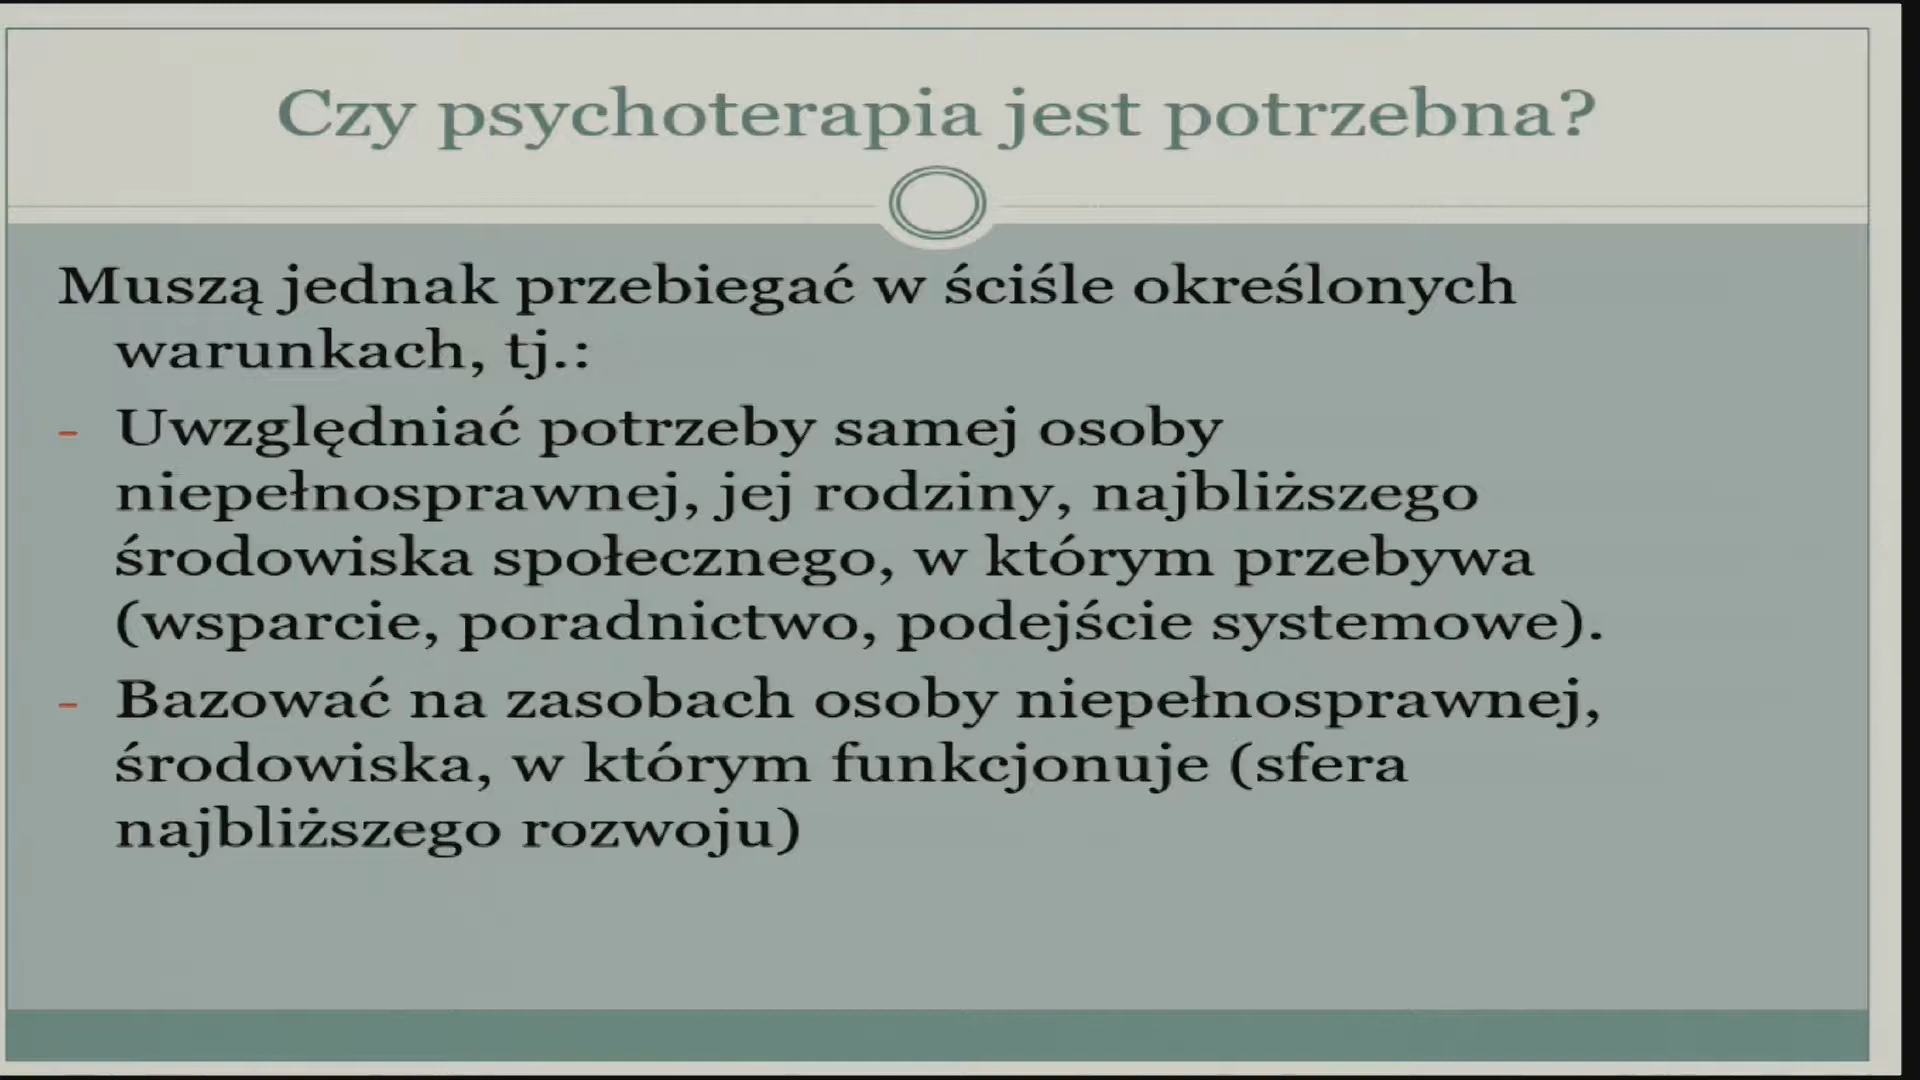 Czy psychoterapia jest potrzebna?
Muszą jednak przebiegać w ściśle określonych
warunkach, tj.:
- Uwzględniać potrzeby samej osoby
niepełnosprawnej, jej rodziny, najbliższego
środowiska społecznego, w którym przebywa
(wsparcie, poradnictwo, podejście systemowe).
- Bazować na zasobach osoby niepełnosprawnej,
środowiska, w którym funkcjonuje (sfera
najbliższego rozwoju)